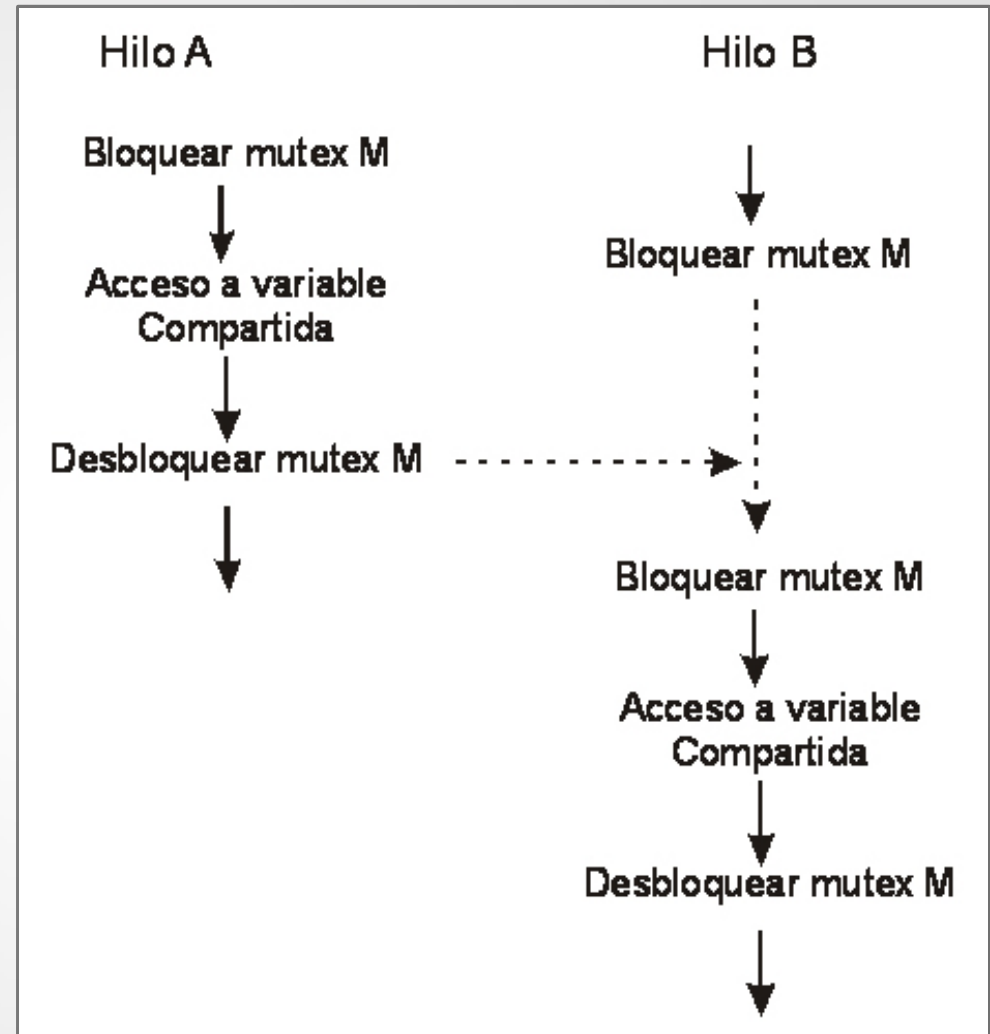 Hilo A
Bloquear mutex M
Acceso a variable
Compartida
Desbloquear mutex M
Hilo B
Bloquear mutex M
Bloquear mutex M
Acceso a variable
Compartida
Desbloquear mutex M